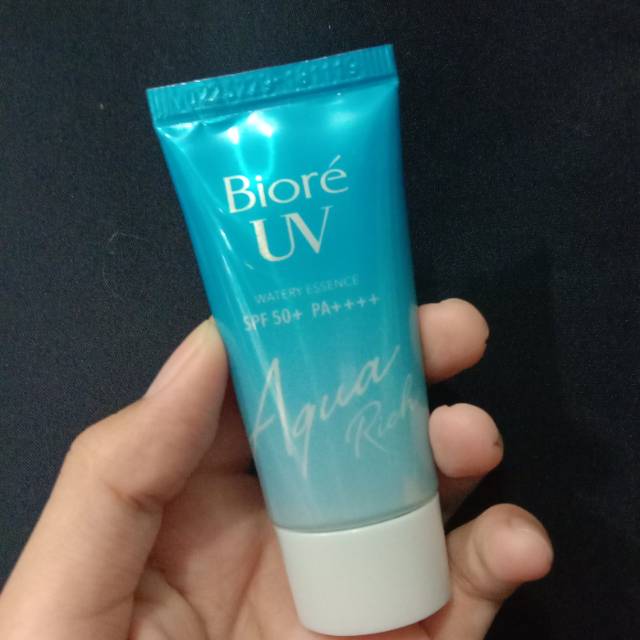 Bioré
UV
WATERY ESSENCE
SPF 50+ PA++++
Aqua
Rich